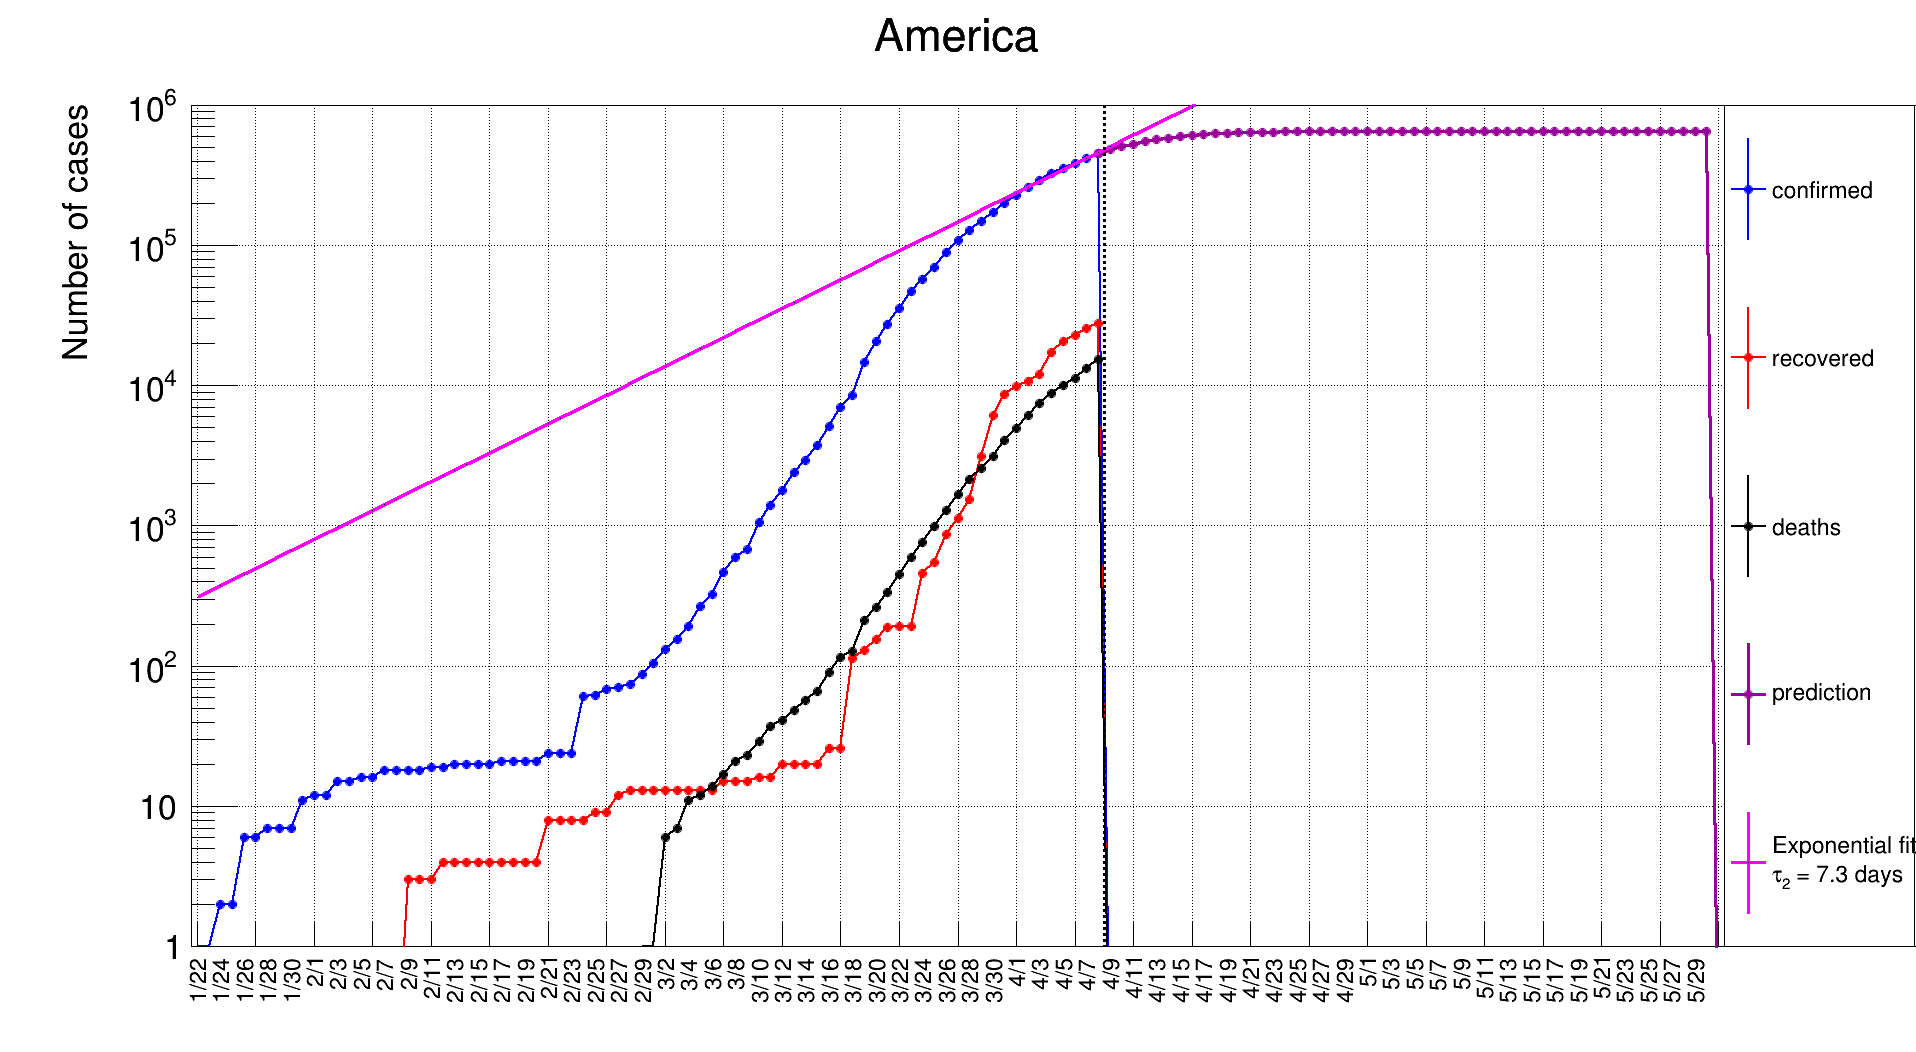 America
Number of cases
10^6
10^5
10^4
10^3
10^2
10
1
1/22 1/24 1/26 1/28 1/30 2/1 2/3 2/5 2/7 2/9 2/11 2/13 2/15 2/17 2/19 2/21 2/23 2/25 2/27 2/29 3/2 3/4 3/6 3/8 3/10 3/12 3/14 3/16 3/18 3/20 3/22 3/24 3/26 3/28 3/30 4/1 4/3 4/5 4/7 4/9 4/11 4/13 4/15 4/17 4/19 4/21 4/23 4/25 4/27 4/29 5/1 5/3 5/5 5/7 5/9 5/11 5/13 5/15 5/17 5/19 5/21 5/23 5/25 5/27 5/29
confirmed
recovered
deaths
prediction
Exponential fit
τ₂ = 7.3 days